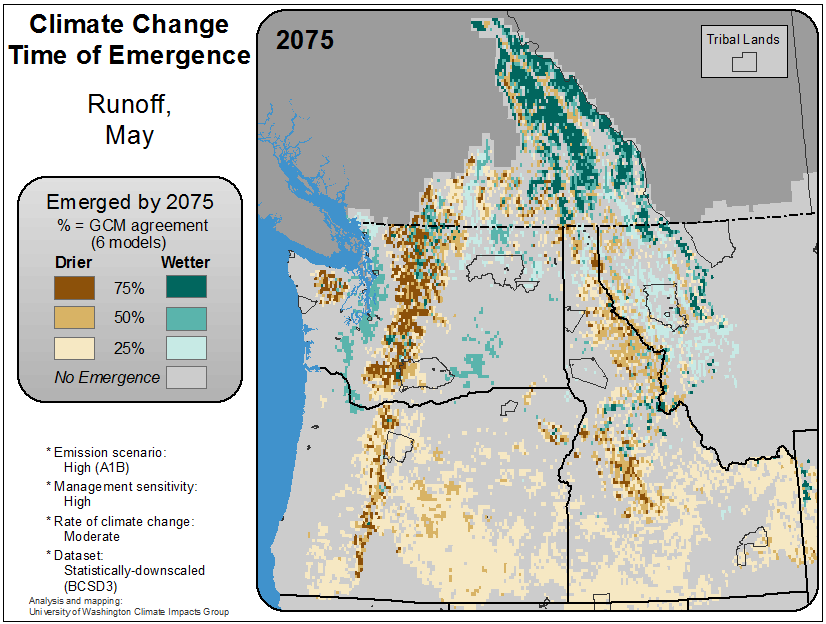 Climate Change
Time of Emergence
Runoff,
May
Emerged by 2075
% = GCM agreement
(6 models)
Drier Wetter
75%
50%
25%
No Emergence
* Emission scenario:
High (A1B)
* Management sensitivity:
High
* Rate of climate change:
Moderate
* Dataset:
Statistically-downscaled
(BCSD3)
Analysis and mapping:
University of Washington Climate Impacts Group
2075
Tribal Lands